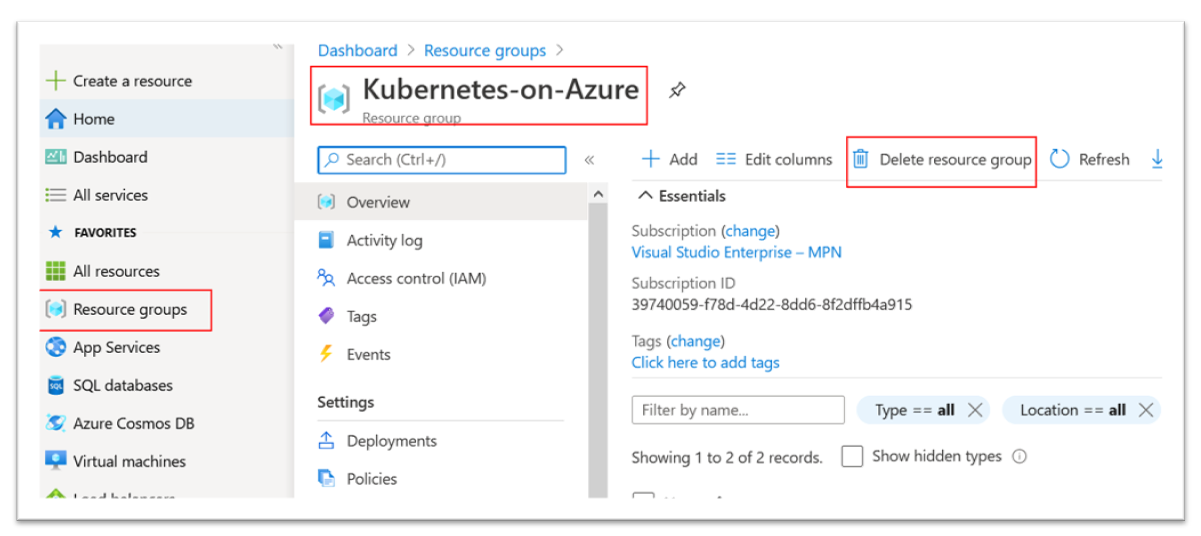 Create a resource
Home
Dashboard
All services
FAVORITES
All resources
Resource groups
App Services
SQL databases
Azure Cosmos DB
Virtual machines
Dashboard > Resource groups >
Kubernetes-on-Azure
Resource group
Search (Ctrl+/)
Overview
Activity log
Access control (IAM)
Tags
Events
Settings
Deployments
Policies
Add Edit columns Delete resource group Refresh
Essentials
Subscription (change)
Visual Studio Enterprise – MPN
Subscription ID
39740059-f78d-4d22-8dd6-8f2dffb4a915
Tags (change)
Click here to add tags
Filter by name... Type == all Location == all
Showing 1 to 2 of 2 records. Show hidden types